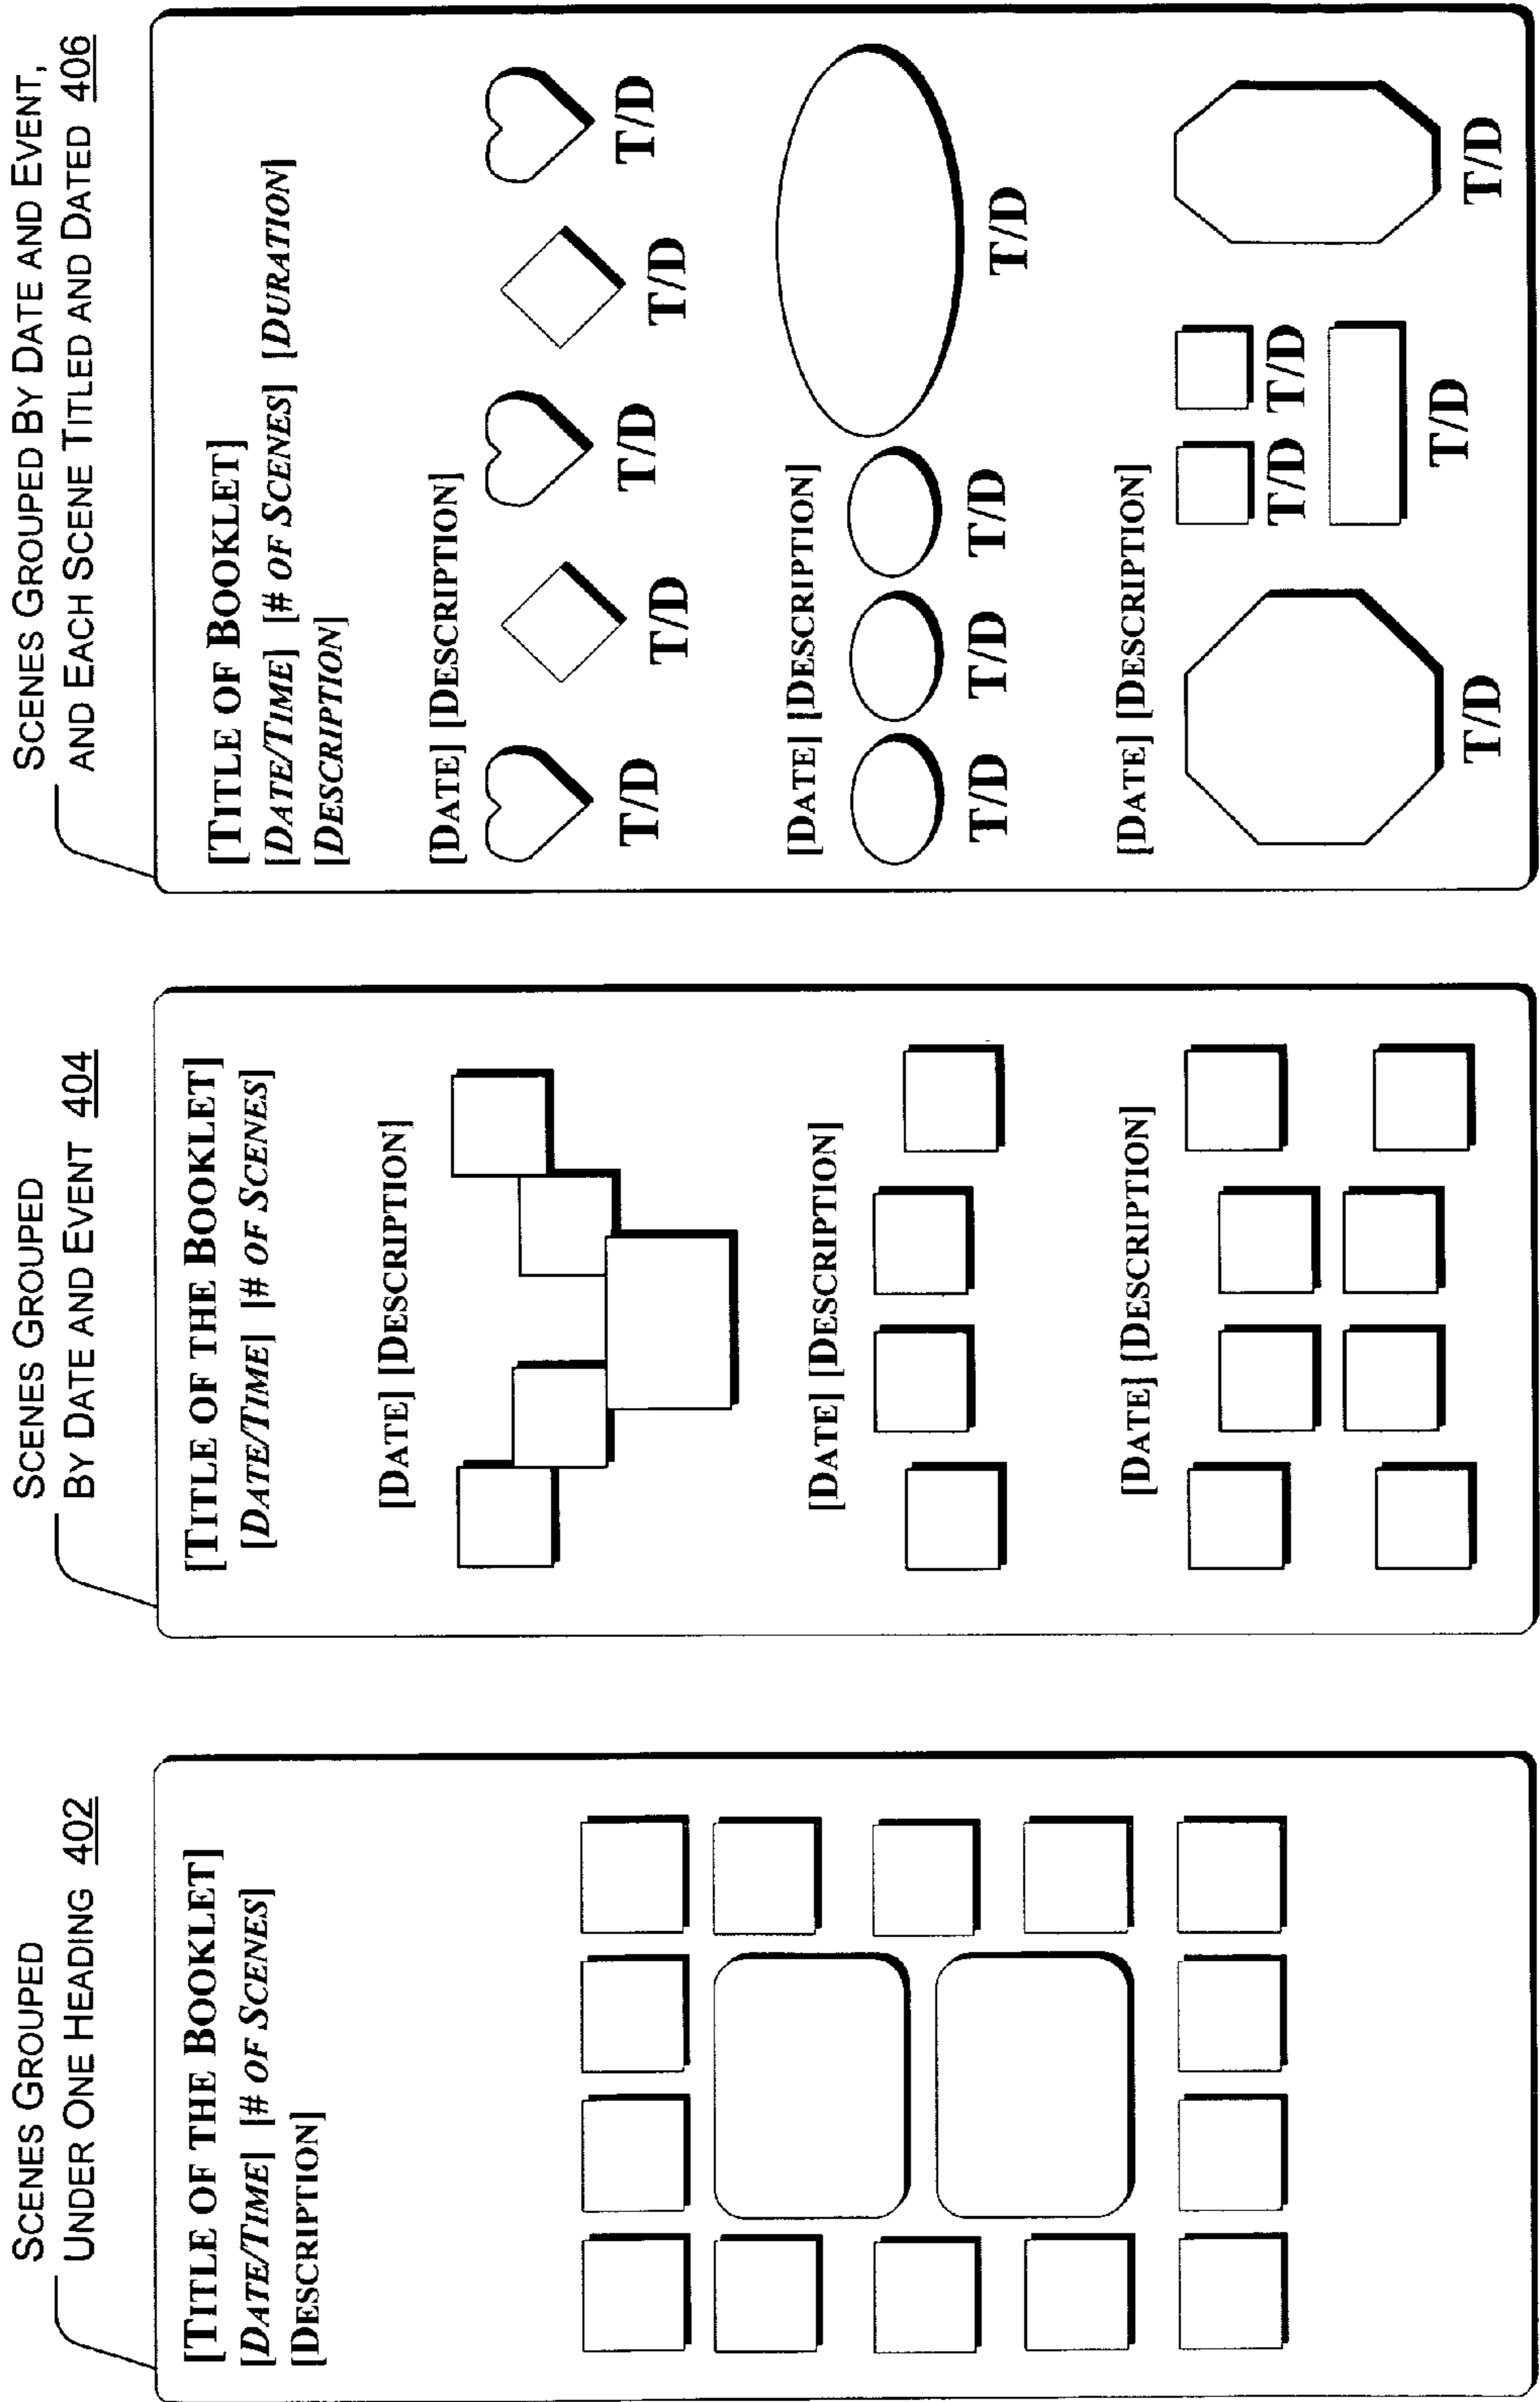 SCENES GROUPED
UNDER ONE HEADING 402
[TITLE OF THE BOOKLET]
[DATE/TIME] [# OF SCENES]
[DESCRIPTION]
SCENES GROUPED
BY DATE AND EVENT 404
[TITLE OF THE BOOKLET]
[DATE/TIME] [# OF SCENES]
[DATE] [DESCRIPTION]
[DATE] [DESCRIPTION]
[DATE] [DESCRIPTION]
SCENES GROUPED BY DATE AND EVENT,
AND EACH SCENE TITLED AND DATED 406
[TITLE OF BOOKLET]
[DATE/TIME] [# OF SCENES] [DURATION]
[DESCRIPTION]
[DATE] [DESCRIPTION]
T/D T/D T/D T/D T/D
[DATE] [DESCRIPTION]
T/D T/D T/D T/D
[DATE] [DESCRIPTION]
T/D T/D
T/D T/D T/D